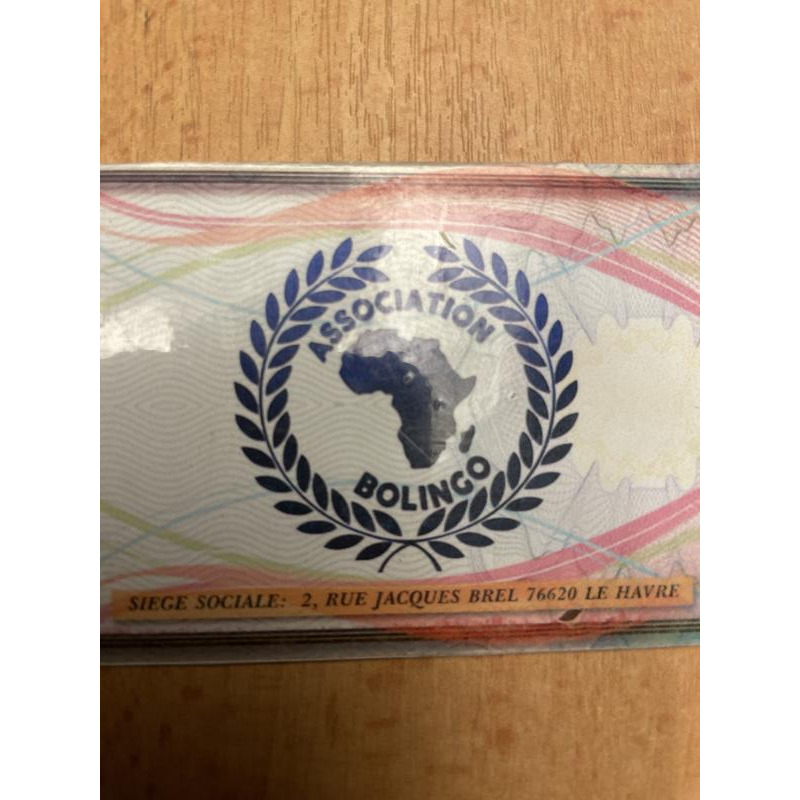 ASSOCIATION
BOLINGO
SIEGE SOCIALE: 2, RUE JACQUES BREL 76620 LE HAVRE